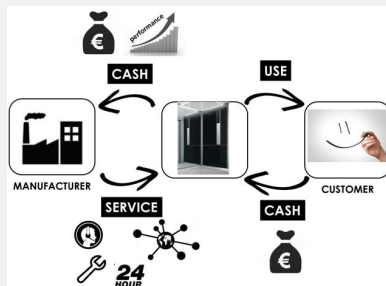 performance
€
CASH
USE
MANUFACTURER
CUSTOMER
SERVICE
CASH
24
HOUR
€